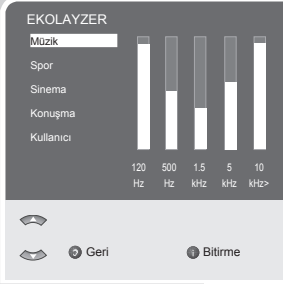 EKOLAYZER
Müzik
Spor
Sinema
Konuşma
Kullanıcı
120 500 1.5 5 10
Hz Hz kHz kHz kHz>
Geri Bitirme